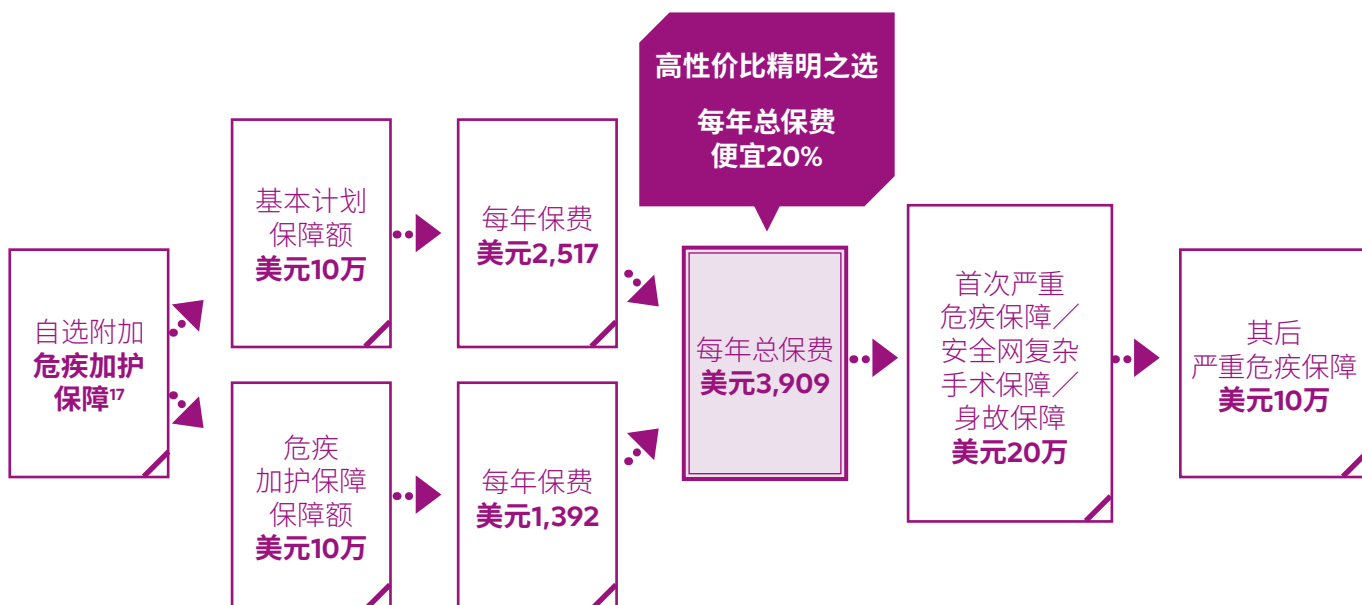 高性价比精明之选
每年总保费
便宜20%
自选附加
危疾加护
保障17
基本计划
保障额
美元10万
每年保费
美元2,517
危疾
加护保障
保障额
美元10万
每年保费
美元1,392
每年总保费
美元3,909
首次严重
危疾保障／
安全网复杂
手术保障／
身故保障
美元20万
其后
严重危疾保障
美元10万